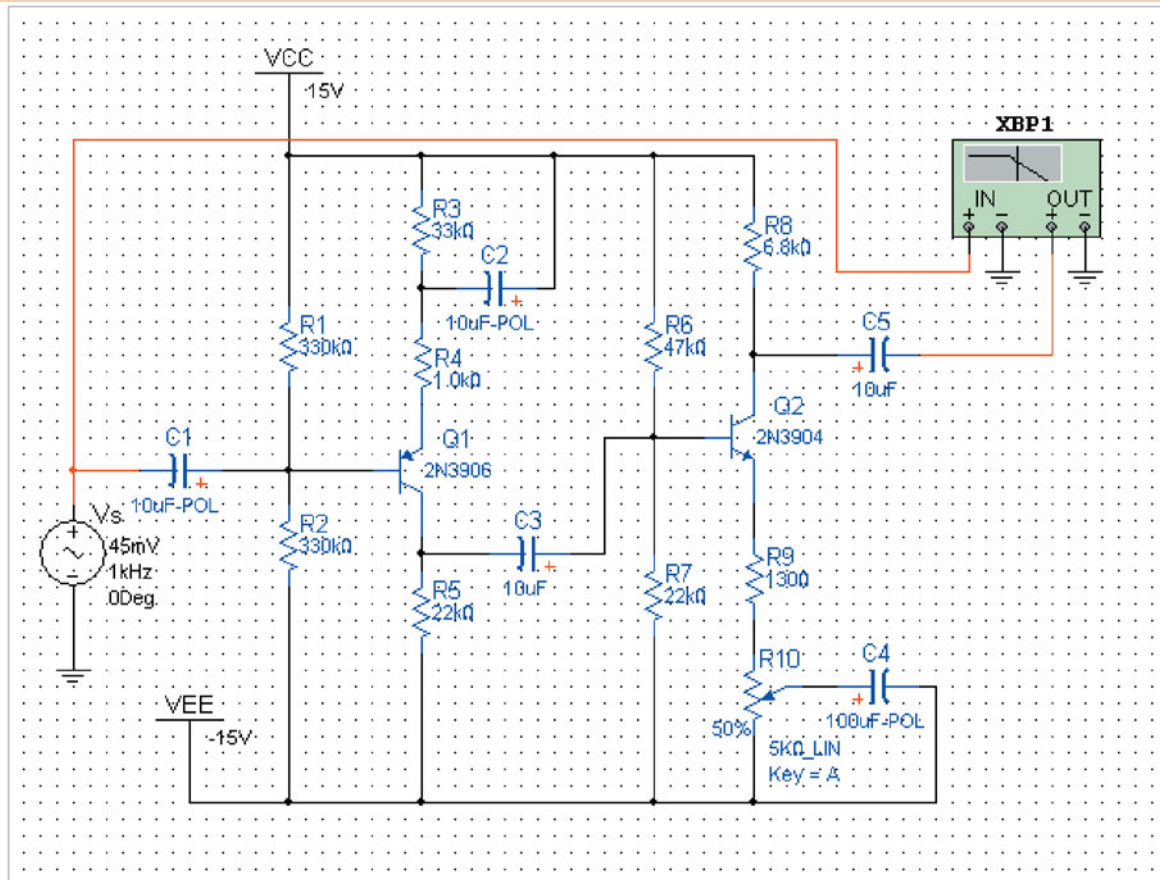 VCC
15V
XBP1
IN
OUT
R3
33kΩ
C2
10uF-POL
R8
6.8kΩ
R1
330kΩ
R4
1.0kΩ
R6
47kΩ
C5
10uF
Q1
2N3906
Q2
2N3904
C1
10uF-POL
Vs
45mV
1kHz
0Deg
R2
330kΩ
C3
10uF
R5
22kΩ
R7
22kΩ
R9
130Ω
R10
50%
5KΩ_LIN
Key = A
C4
100uF-POL
VEE
-15V